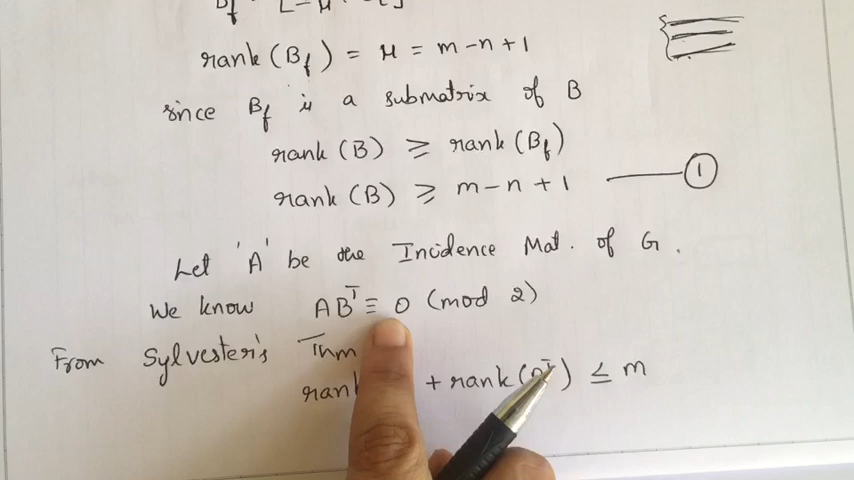 rank (Bf) = μ = m-n+1
since Bf is a submatrix of B
rank (B) ⩾ rank (Bf)
rank (B) ⩾ m-n+1 ——— ①
Let 'A' be the Incidence Mat. of G.
We know ABᵀ ≡ 0 (mod 2)
From Sylvester's Thm
rank + rank( ᵀ) ≤ m